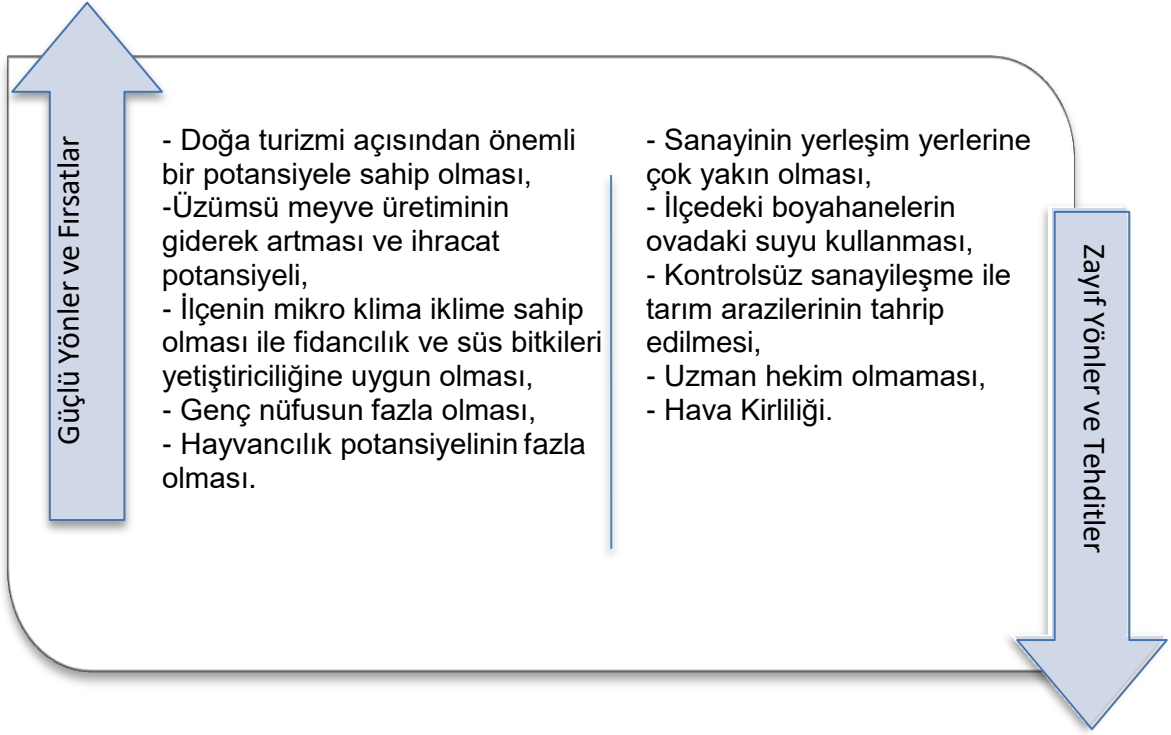 Güçlü Yönler ve Fırsatlar
- Doğa turizmi açısından önemli
bir potansiyele sahip olması,
-Üzümsü meyve üretiminin
giderek artması ve ihracat
potansiyeli,
- İlçenin mikro klima iklime sahip
olması ile fidancılık ve süs bitkileri
yetiştiriciliğine uygun olması,
- Genç nüfusun fazla olması,
- Hayvancılık potansiyelinin fazla
olması.
- Sanayinin yerleşim yerlerine
çok yakın olması,
- İlçedeki boyahanelerin
ovadaki suyu kullanması,
- Kontrolsüz sanayileşme ile
tarım arazilerinin tahrip
edilmesi,
- Uzman hekim olmaması,
- Hava Kirliliği.
Zayıf Yönler ve Tehditler